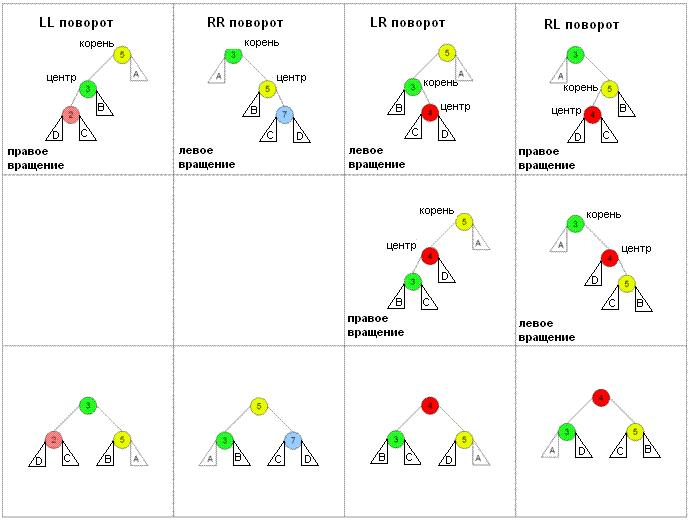 LL поворот
RR поворот
LR поворот
RL поворот
корень
5
A
центр
3
B
2
D
C
правое
вращение
3
корень
A
центр
5
B
7
C
D
левое
вращение
5
A
корень
3
центр
B
4
C
D
левое
вращение
3
A
корень
5
центр
B
4
D
C
правое
вращение
корень
5
A
центр
4
D
3
B
C
правое
вращение
корень
3
A
центр
4
D
5
C
B
левое
вращение
3
2
5
D
C
B
A
5
3
7
A
B
C
D
4
3
5
B
C
D
A
4
3
5
A
D
C
B